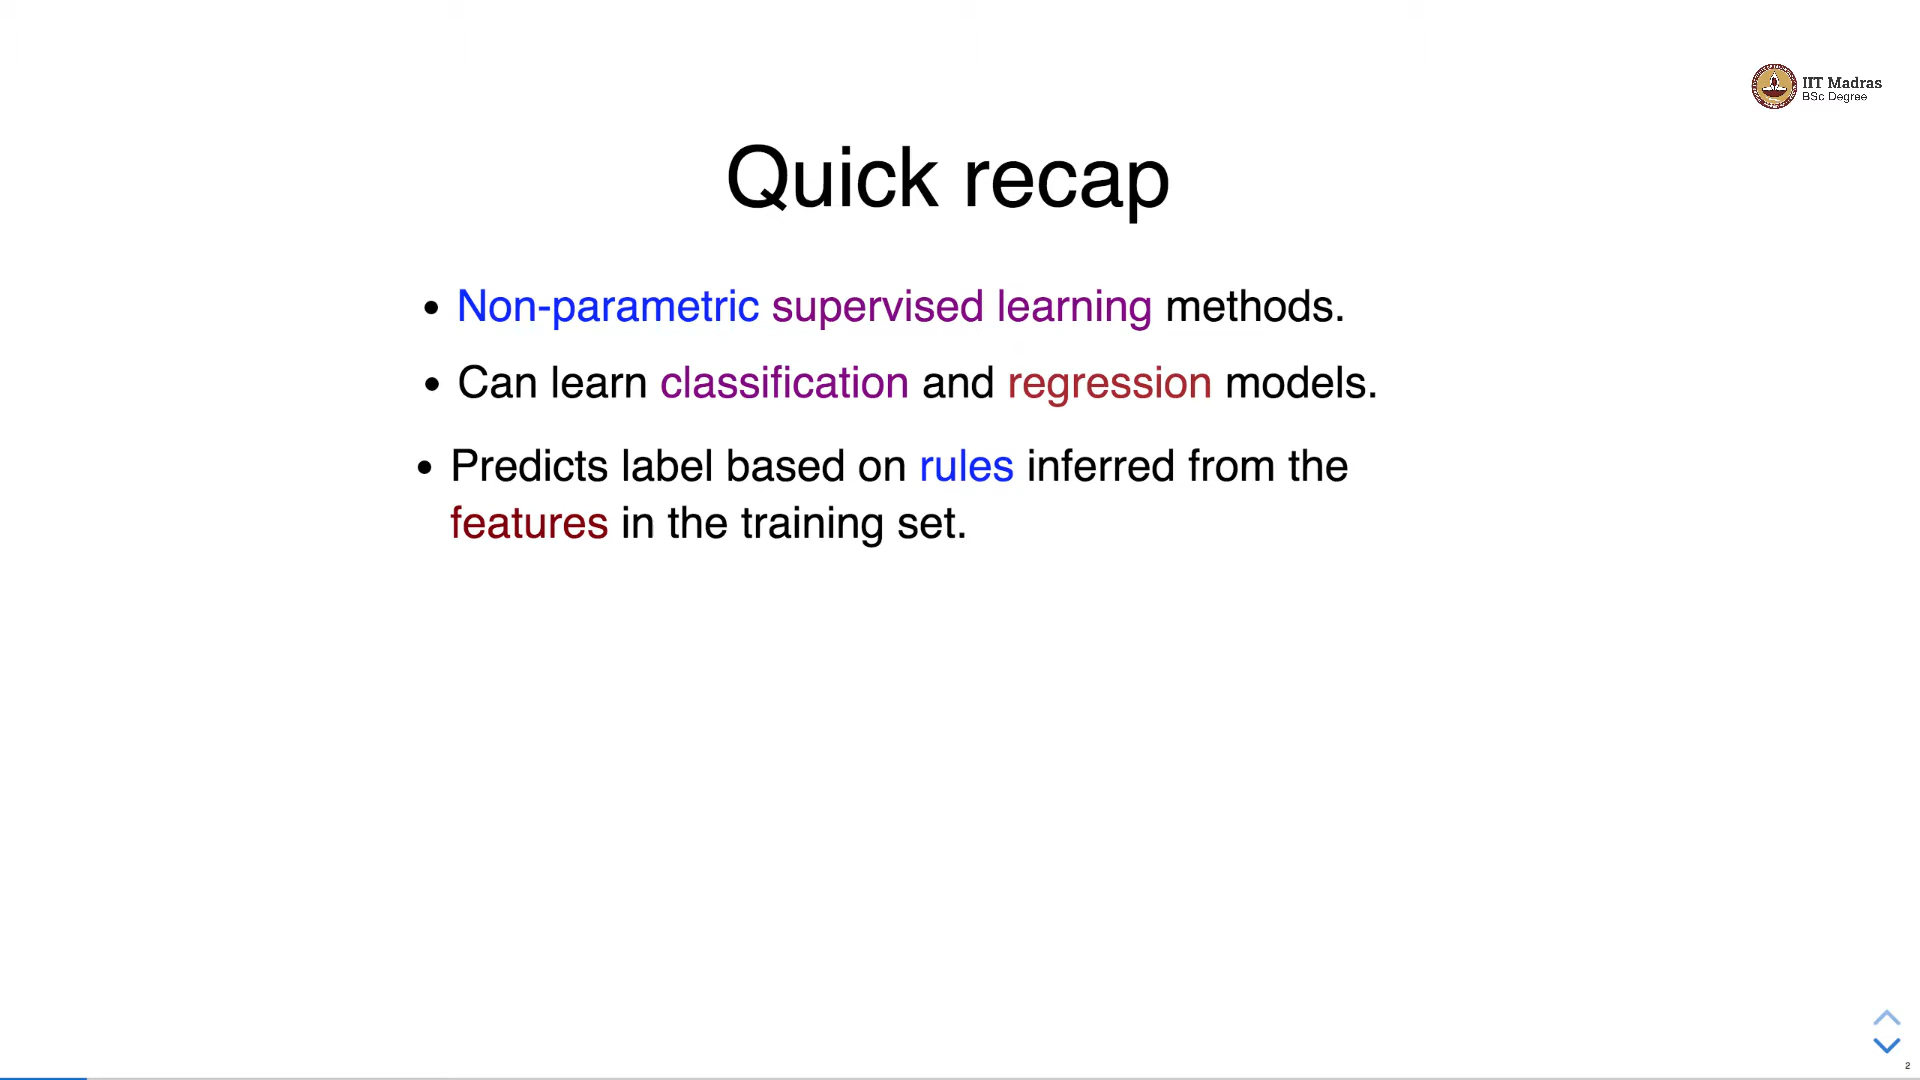 IIT Madras
BSc Degree
Quick recap
• Non-parametric supervised learning methods.
• Can learn classification and regression models.
• Predicts label based on rules inferred from the
features in the training set.
2